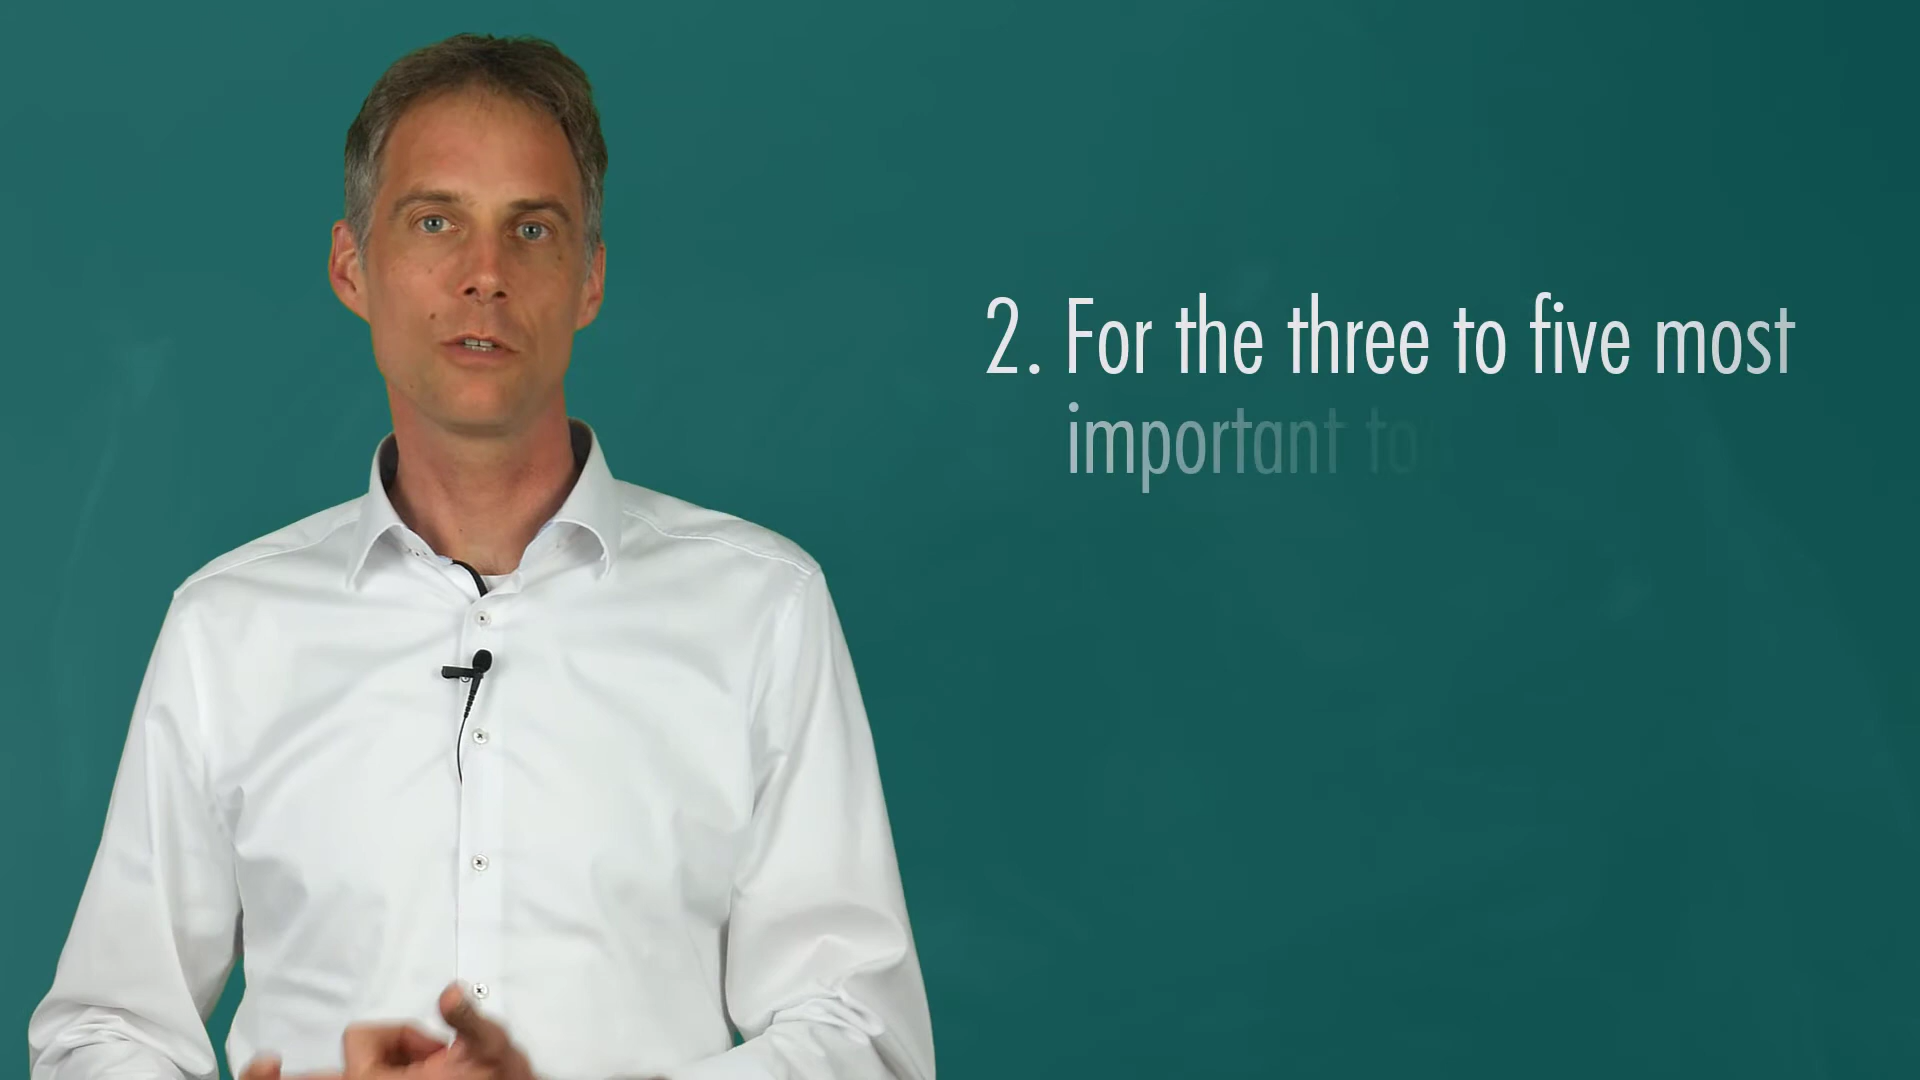 2. For the three to five most
important